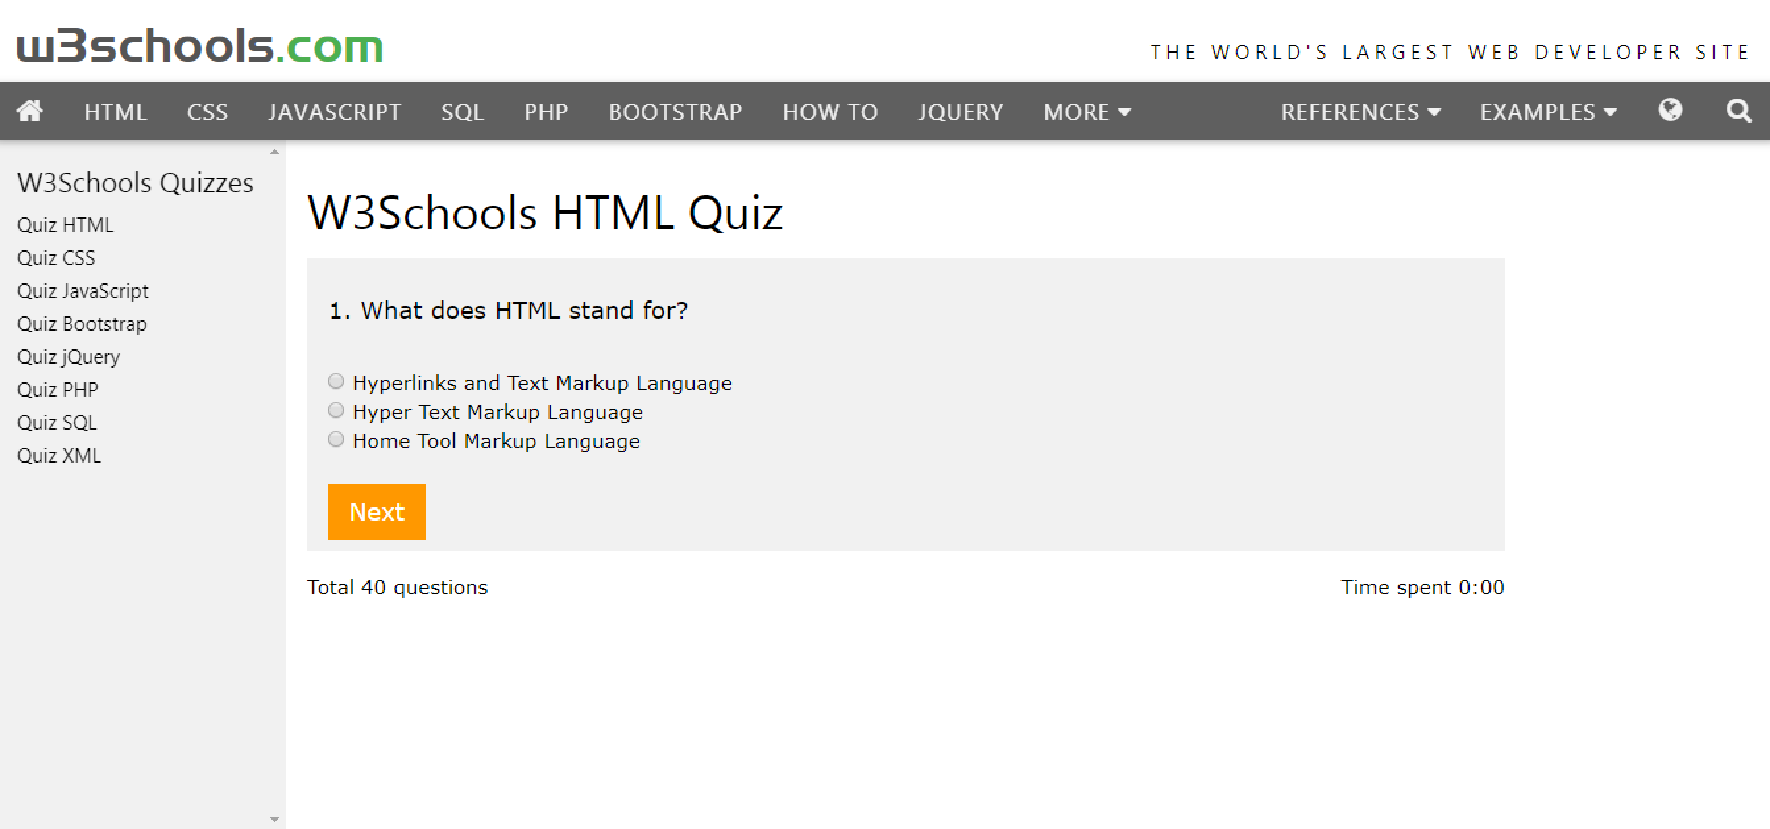 w3schools.com
THE WORLD'S LARGEST WEB DEVELOPER SITE
HTML CSS JAVASCRIPT SQL PHP BOOTSTRAP HOW TO JQUERY MORE REFERENCES EXAMPLES
W3Schools Quizzes
Quiz HTML
Quiz CSS
Quiz JavaScript
Quiz Bootstrap
Quiz jQuery
Quiz PHP
Quiz SQL
Quiz XML
W3Schools HTML Quiz
1. What does HTML stand for?
Hyperlinks and Text Markup Language
Hyper Text Markup Language
Home Tool Markup Language
Next
Total 40 questions
Time spent 0:00